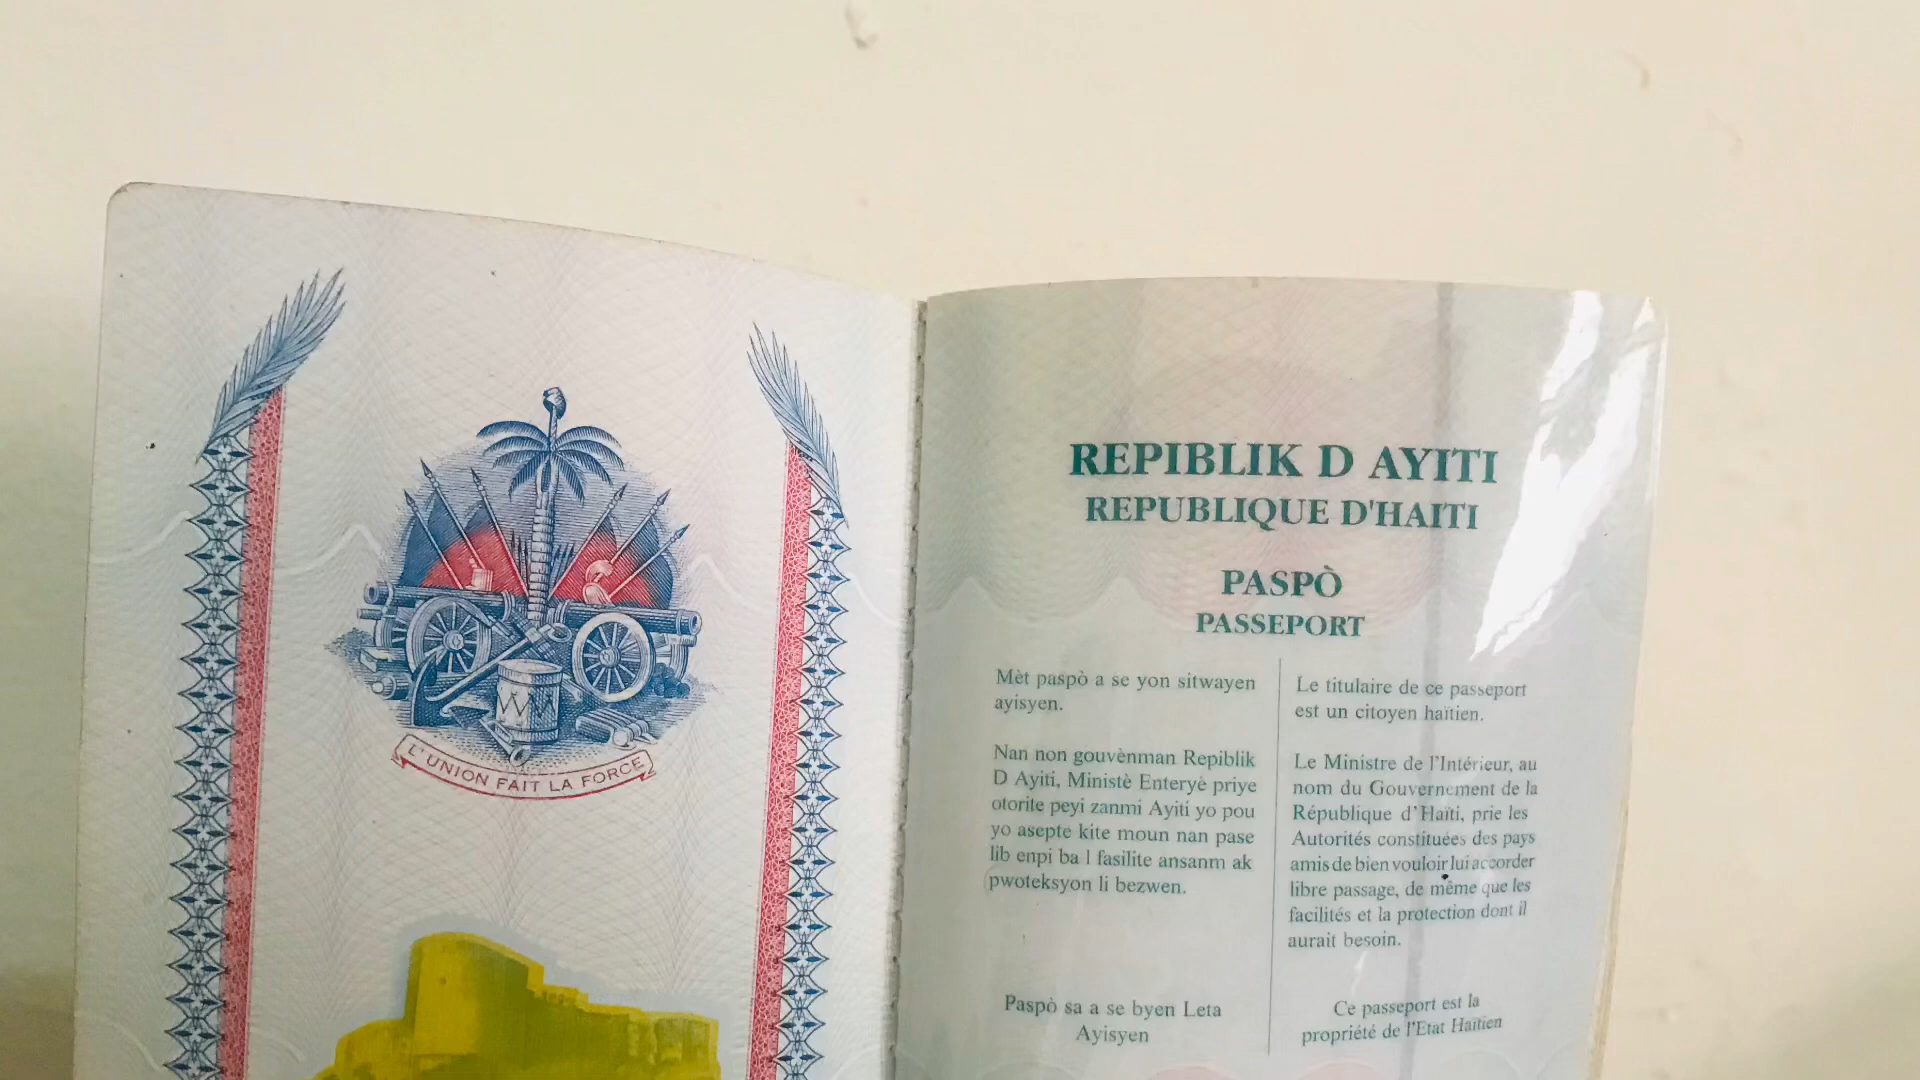 L'UNION FAIT LA FORCE
REPIBLIK D AYITI
REPUBLIQUE D'HAITI
PASPÒ
PASSEPORT
Mèt paspò a se yon sitwayen
ayisyen.
Nan non gouvènman Repiblik
D Ayiti, Ministè Enteryè priye
otorite peyi zanmi Ayiti yo pou
yo asepte kite moun nan pase
lib enpi ba l fasilite ansanm ak
pwoteksyon li bezwen.
Paspò sa a se byen Leta
Ayisyen
Le titulaire de ce passeport
est un citoyen haïtien.
Le Ministre de l'Intérieur, au
nom du Gouvernement de la
République d'Haïti, prie les
Autorités constituées des pays
amis de bien vouloir lui accorder
libre passage, de même que les
facilités et la protection dont il
aurait besoin.
Ce passeport est la
propriété de l'Etat Haïtien